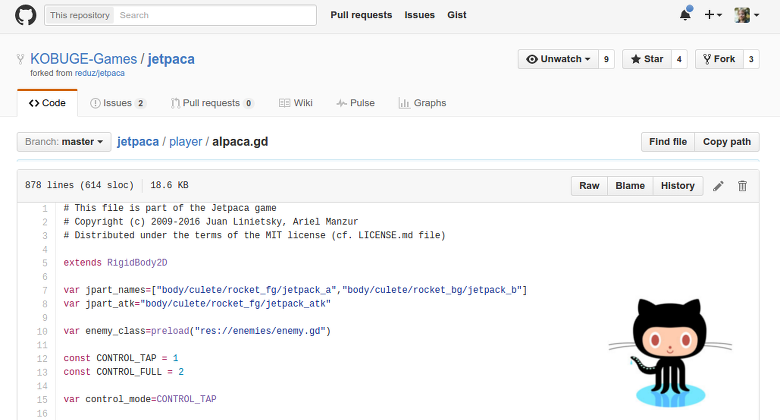 This repository Search Pull requests Issues Gist
KOBUGE-Games / jetpaca
forked from reduz/jetpaca
Unwatch 9 Star 4 Fork 3
Code Issues 2 Pull requests 0 Wiki Pulse Graphs
Branch: master jetpaca / player / alpaca.gd Find file Copy path
878 lines (614 sloc) 18.6 KB Raw Blame History
1 # This file is part of the Jetpaca game
2 # Copyright (c) 2009-2016 Juan Linietsky, Ariel Manzur
3 # Distributed under the terms of the MIT license (cf. LICENSE.md file)
4
5 extends RigidBody2D
6
7 var jpart_names=["body/culete/rocket_fg/jetpack_a","body/culete/rocket_bg/jetpack_b"]
8 var jpart_atk="body/culete/rocket_fg/jetpack_atk"
9
10 var enemy_class=preload("res://enemies/enemy.gd")
11
12 const CONTROL_TAP = 1
13 const CONTROL_FULL = 2
14
15 var control_mode=CONTROL_TAP
16